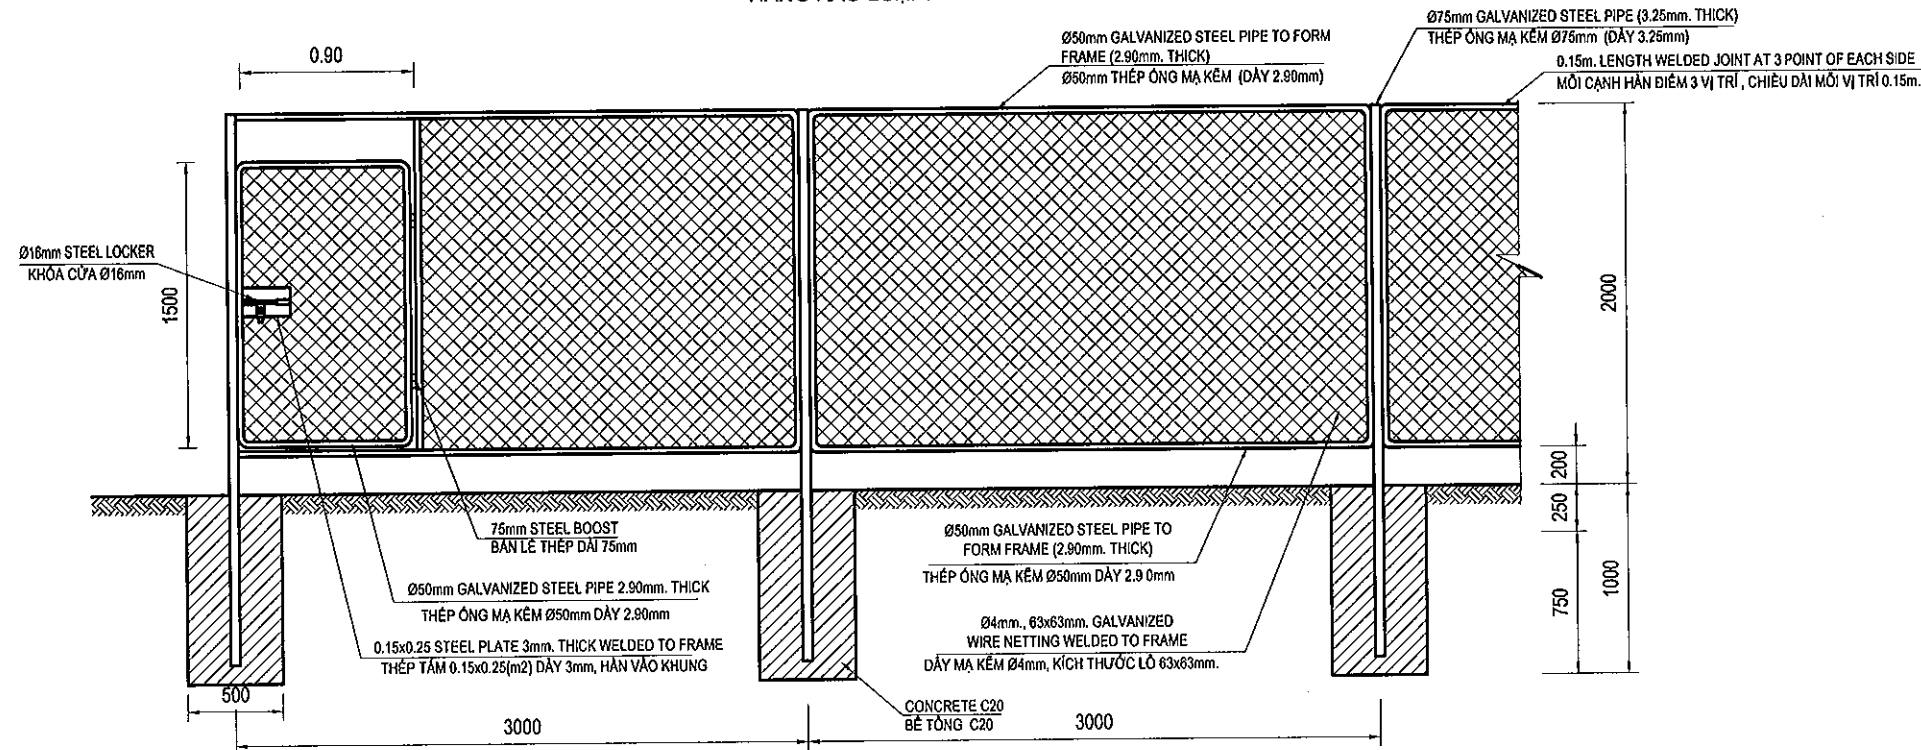 Ø75mm GALVANIZED STEEL PIPE (3.25mm. THICK)
THÉP ỐNG MẠ KẼM Ø75mm (DÀY 3.25mm)
Ø50mm GALVANIZED STEEL PIPE TO FORM
FRAME (2.90mm. THICK)
Ø50mm THÉP ỐNG MẠ KẼM (DÀY 2.90mm)
0.15m. LENGTH WELDED JOINT AT 3 POINT OF EACH SIDE
MỖI CẠNH HÀN ĐIỂM 3 VỊ TRÍ , CHIỀU DÀI MỖI VỊ TRÍ 0.15m.
0.90
Ø16mm STEEL LOCKER
KHÓA CỬA Ø16mm
1500
2000
200
250
750
1000
75mm STEEL BOOST
BẢN LỀ THÉP DÀI 75mm
Ø50mm GALVANIZED STEEL PIPE TO
FORM FRAME (2.90mm. THICK)
THÉP ỐNG MẠ KẼM Ø50mm DÀY 2.9 0mm
Ø50mm GALVANIZED STEEL PIPE 2.90mm. THICK
THÉP ỐNG MẠ KẼM Ø50mm DÀY 2.90mm
Ø4mm., 63x63mm. GALVANIZED
WIRE NETTING WELDED TO FRAME
DÂY MẠ KẼM Ø4mm, KÍCH THƯỚC LỖ 63x63mm.
0.15x0.25 STEEL PLATE 3mm. THICK WELDED TO FRAME
THÉP TẤM 0.15x0.25(m2) DÀY 3mm, HÀN VÀO KHUNG
500
CONCRETE C20
BÊ TÔNG C20
3000
3000